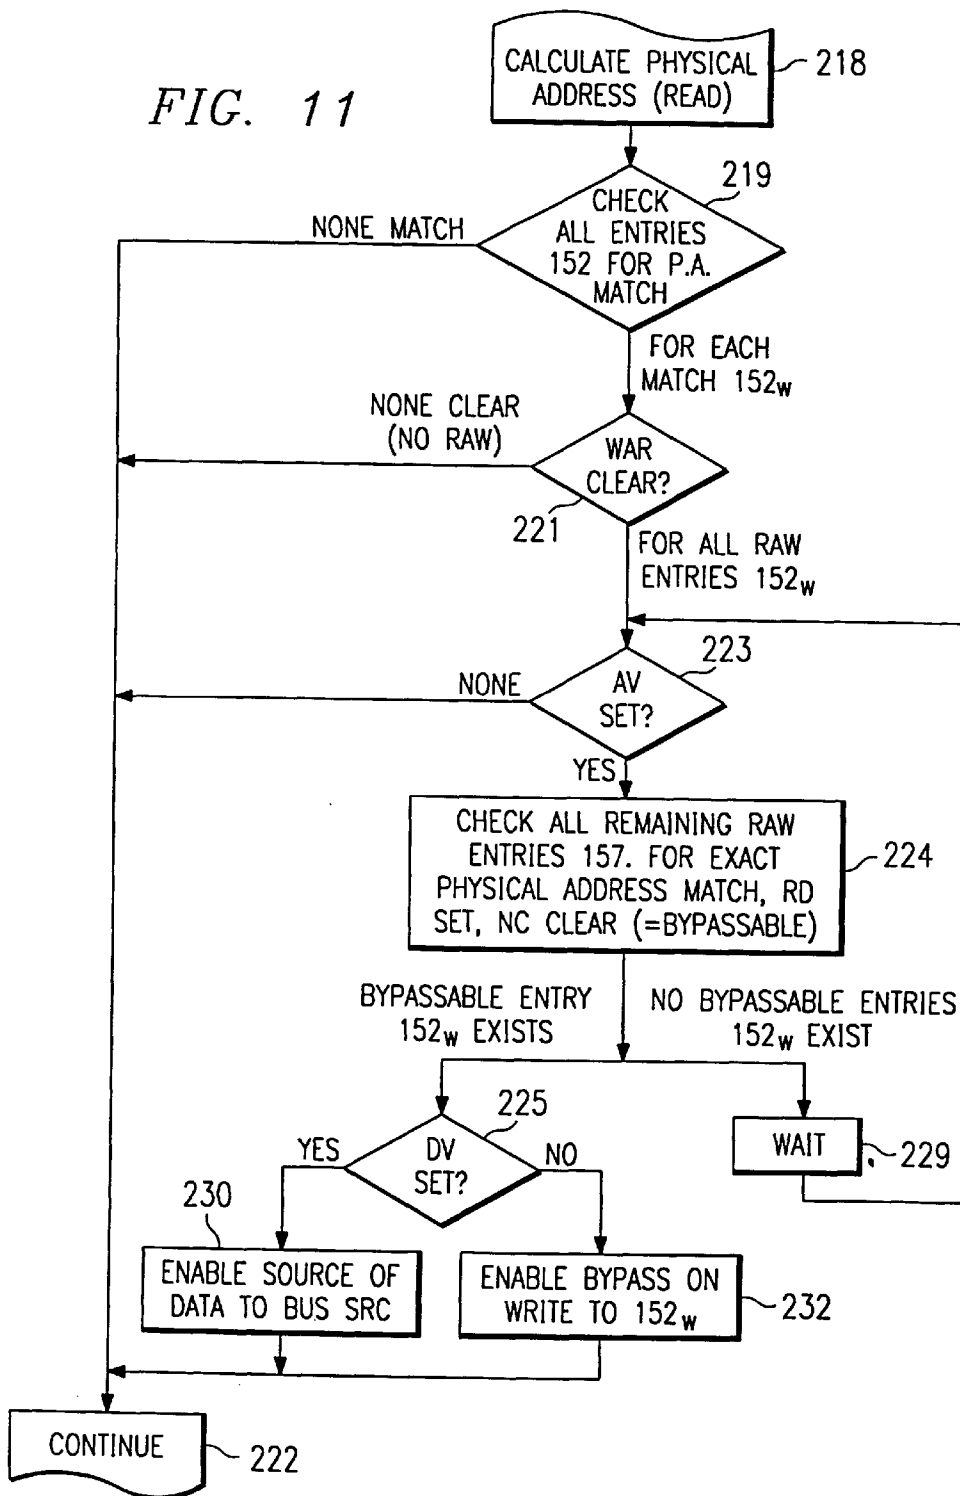 FIG. 11
CALCULATE PHYSICAL
ADDRESS (READ)
218
219
CHECK
ALL ENTRIES
152 FOR P.A.
MATCH
NONE MATCH
FOR EACH
MATCH 152W
NONE CLEAR
(NO RAW)
WAR
CLEAR?
221
FOR ALL RAW
ENTRIES 152W
223
AV
SET?
NONE
YES
CHECK ALL REMAINING RAW
ENTRIES 157. FOR EXACT
PHYSICAL ADDRESS MATCH, RD
SET, NC CLEAR (=BYPASSABLE)
224
BYPASSABLE ENTRY
152W EXISTS
NO BYPASSABLE ENTRIES
152W EXIST
225
YES
DV
SET?
NO
WAIT
229
230
ENABLE SOURCE OF
DATA TO BUS SRC
ENABLE BYPASS ON
WRITE TO 152W
232
CONTINUE
222